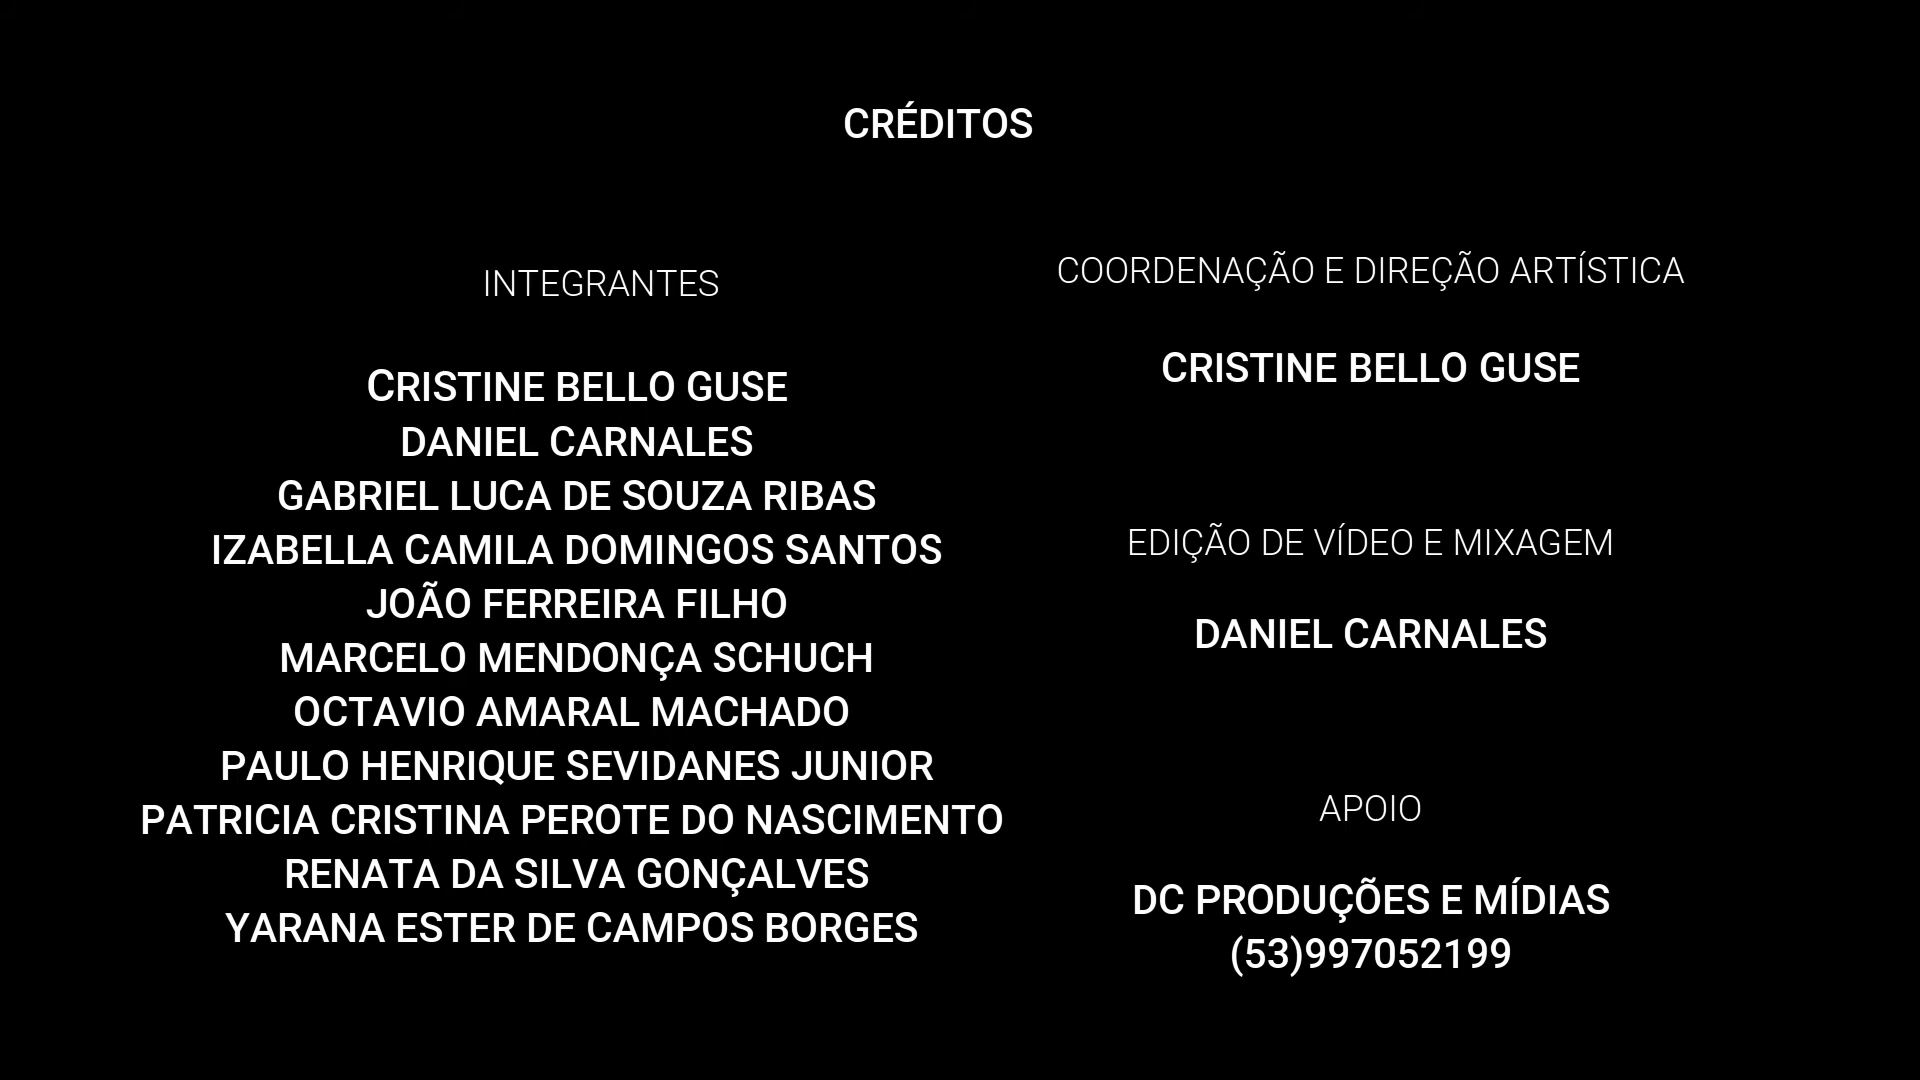 CRÉDITOS
INTEGRANTES
CRISTINE BELLO GUSE
DANIEL CARNALES
GABRIEL LUCA DE SOUZA RIBAS
IZABELLA CAMILA DOMINGOS SANTOS
JOÃO FERREIRA FILHO
MARCELO MENDONÇA SCHUCH
OCTAVIO AMARAL MACHADO
PAULO HENRIQUE SEVIDANES JUNIOR
PATRICIA CRISTINA PEROTE DO NASCIMENTO
RENATA DA SILVA GONÇALVES
YARANA ESTER DE CAMPOS BORGES
COORDENAÇÃO E DIREÇÃO ARTÍSTICA
CRISTINE BELLO GUSE
EDIÇÃO DE VÍDEO E MIXAGEM
DANIEL CARNALES
APOIO
DC PRODUÇÕES E MÍDIAS
(53)997052199